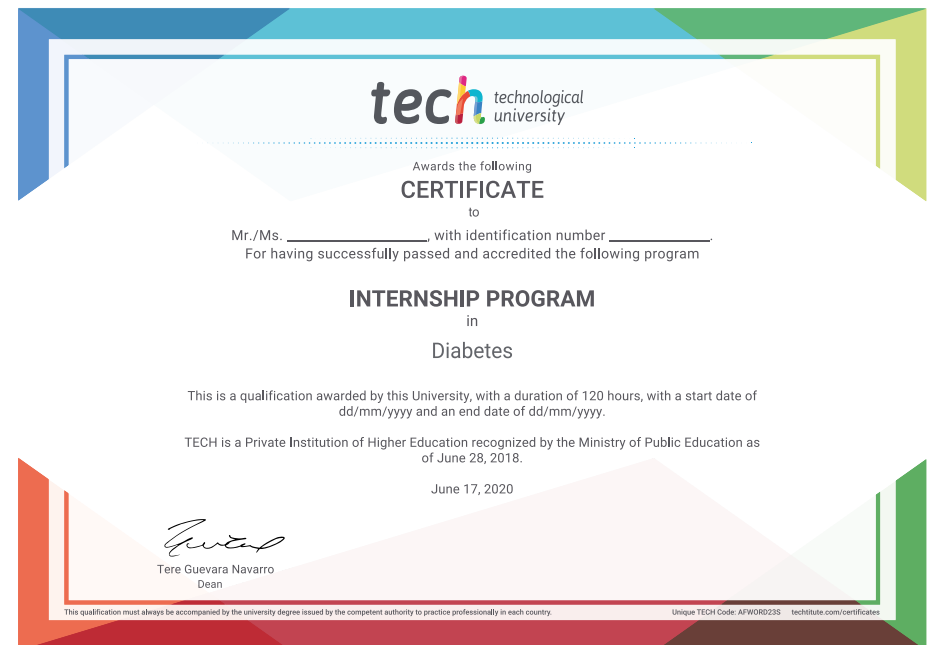 tech technological
university
Awards the following
CERTIFICATE
to
Mr./Ms. ____________________, with identification number ______________.
For having successfully passed and accredited the following program
INTERNSHIP PROGRAM
in
Diabetes
This is a qualification awarded by this University, with a duration of 120 hours, with a start date of
dd/mm/yyyy and an end date of dd/mm/yyyy.
TECH is a Private Institution of Higher Education recognized by the Ministry of Public Education as
of June 28, 2018.
June 17, 2020
Tere Guevara Navarro
Dean
This qualification must always be accompanied by the university degree issued by the competent authority to practice professionally in each country. Unique TECH Code: AFWORD23S techtitute.com/certificates